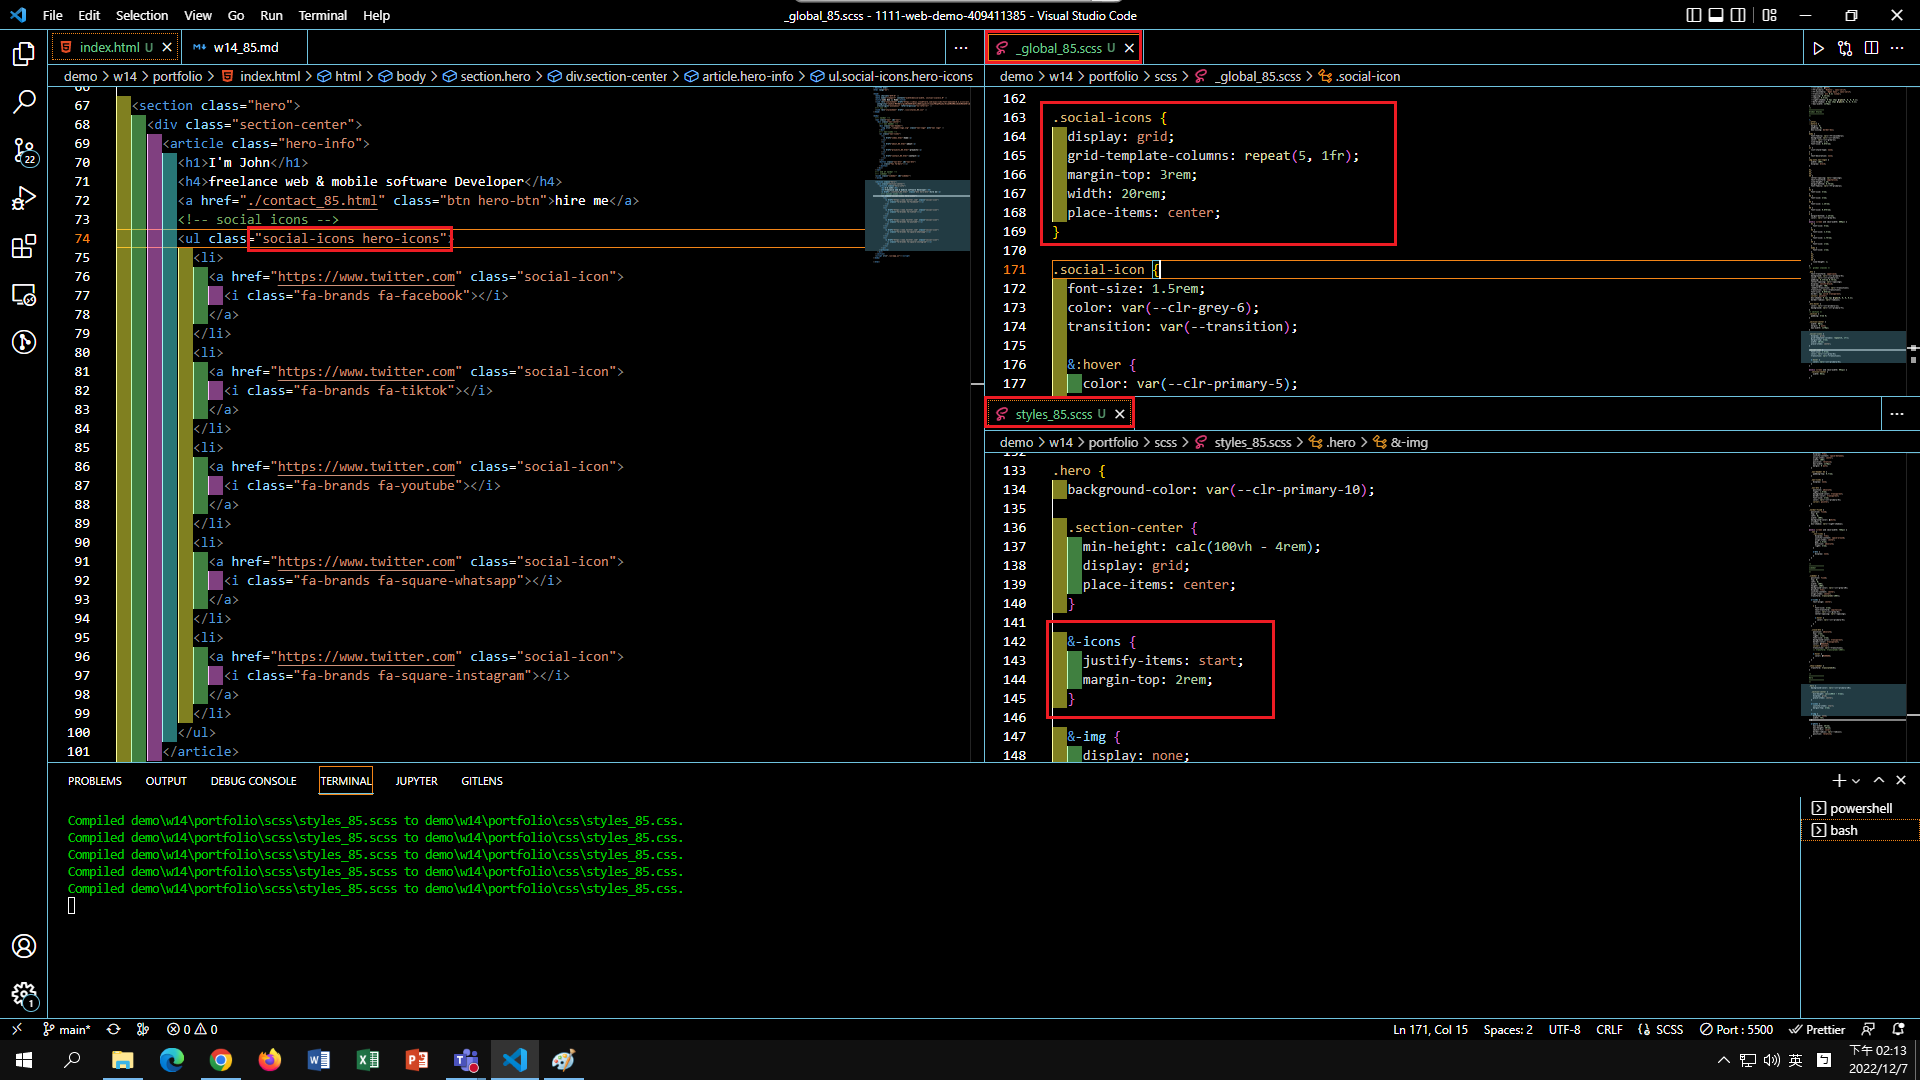 File Edit Selection View Go Run Terminal Help
_global_85.scss - 1111-web-demo-409411385 - Visual Studio Code
index.html U
w14_85.md
demo > w14 > portfolio > index.html > html > body > section.hero > div.section-center > article.hero-info > ul.social-icons.hero-icons
67 <section class="hero">
68 <div class="section-center">
69 <article class="hero-info">
70 <h1>I'm John</h1>
71 <h4>freelance web & mobile software Developer</h4>
72 <a href="./contact_85.html" class="btn hero-btn">hire me</a>
73 <!-- social icons -->
74 <ul class="social-icons hero-icons">
75 <li>
76 <a href="https://www.twitter.com" class="social-icon">
77 <i class="fa-brands fa-facebook"></i>
78 </a>
79 </li>
80 <li>
81 <a href="https://www.twitter.com" class="social-icon">
82 <i class="fa-brands fa-tiktok"></i>
83 </a>
84 </li>
85 <li>
86 <a href="https://www.twitter.com" class="social-icon">
87 <i class="fa-brands fa-youtube"></i>
88 </a>
89 </li>
90 <li>
91 <a href="https://www.twitter.com" class="social-icon">
92 <i class="fa-brands fa-square-whatsapp"></i>
93 </a>
94 </li>
95 <li>
96 <a href="https://www.twitter.com" class="social-icon">
97 <i class="fa-brands fa-square-instagram"></i>
98 </a>
99 </li>
100 </ul>
101 </article>
_global_85.scss U
demo > w14 > portfolio > scss > _global_85.scss > .social-icon
162
163 .social-icons {
164 display: grid;
165 grid-template-columns: repeat(5, 1fr);
166 margin-top: 3rem;
167 width: 20rem;
168 place-items: center;
169 }
170
171 .social-icon {
172 font-size: 1.5rem;
173 color: var(--clr-grey-6);
174 transition: var(--transition);
175
176 &:hover {
177 color: var(--clr-primary-5);
styles_85.scss U
demo > w14 > portfolio > scss > styles_85.scss > .hero > &-img
133 .hero {
134 background-color: var(--clr-primary-10);
135
136 .section-center {
137 min-height: calc(100vh - 4rem);
138 display: grid;
139 place-items: center;
140 }
141
142 &-icons {
143 justify-items: start;
144 margin-top: 2rem;
145 }
146
147 &-img {
148 display: none;
PROBLEMS OUTPUT DEBUG CONSOLE TERMINAL JUPYTER GITLENS
Compiled demo\w14\portfolio\scss\styles_85.scss to demo\w14\portfolio\css\styles_85.css.
Compiled demo\w14\portfolio\scss\styles_85.scss to demo\w14\portfolio\css\styles_85.css.
Compiled demo\w14\portfolio\scss\styles_85.scss to demo\w14\portfolio\css\styles_85.css.
Compiled demo\w14\portfolio\scss\styles_85.scss to demo\w14\portfolio\css\styles_85.css.
Compiled demo\w14\portfolio\scss\styles_85.scss to demo\w14\portfolio\css\styles_85.css.
powershell
bash
22
1
main* 0 0
Ln 171, Col 15 Spaces: 2 UTF-8 CRLF SCSS Port : 5500 Prettier
英
下午 02:13
2022/12/7